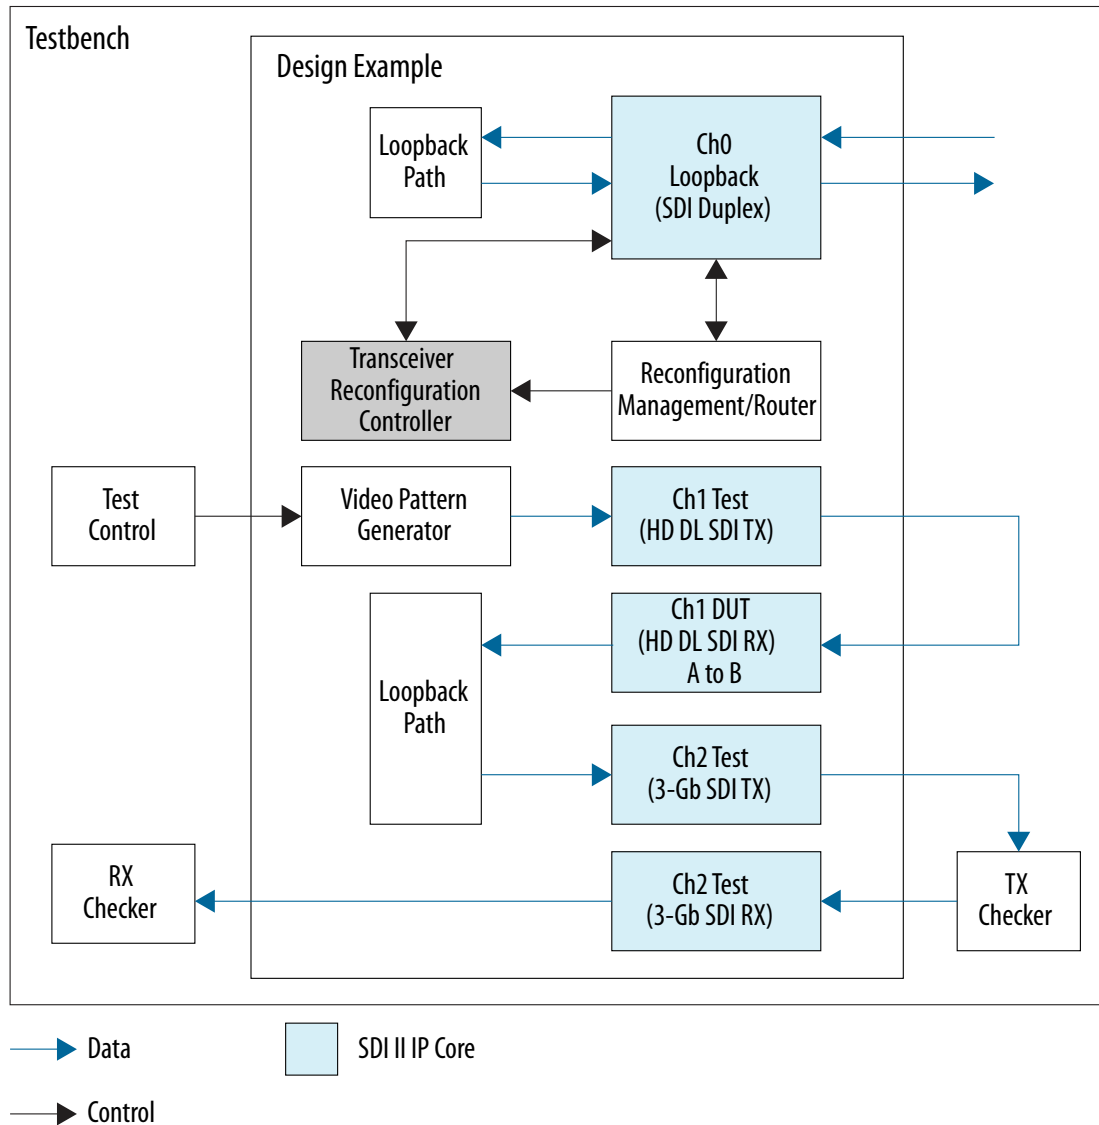 Testbench
Design Example
Loopback
Path
Ch0
Loopback
(SDI Duplex)
Transceiver
Reconfiguration
Controller
Reconfiguration
Management/Router
Test
Control
Video Pattern
Generator
Ch1 Test
(HD DL SDI TX)
Ch1 DUT
(HD DL SDI RX)
A to B
Loopback
Path
Ch2 Test
(3-Gb SDI TX)
RX
Checker
Ch2 Test
(3-Gb SDI RX)
TX
Checker
Data
SDI II IP Core
Control